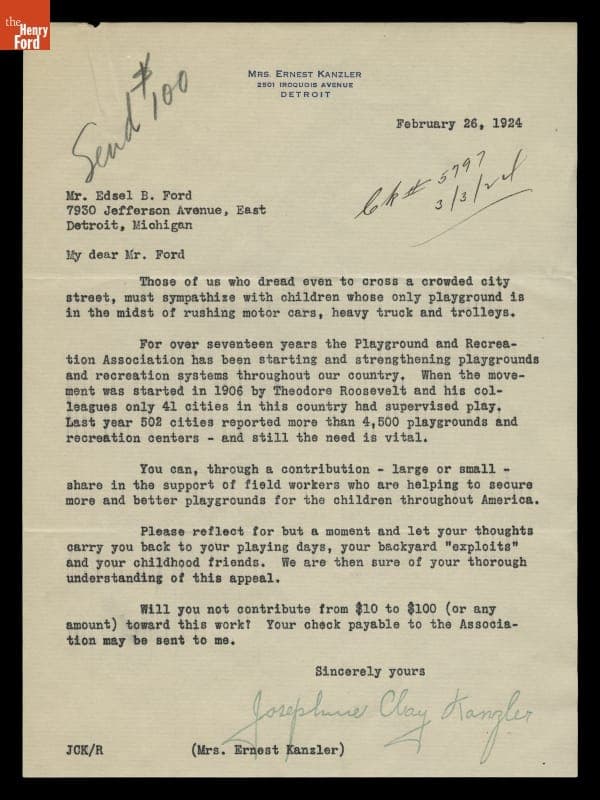 the
Henry
Ford
Send $100
MRS. ERNEST KANZLER
2501 IROQUOIS AVENUE
DETROIT
February 26, 1924
Ck # 5797
3/3/24
Mr. Edsel B. Ford
7930 Jefferson Avenue, East
Detroit, Michigan
My dear Mr. Ford
Those of us who dread even to cross a crowded city
street, must sympathize with children whose only playground is
in the midst of rushing motor cars, heavy truck and trolleys.
For over seventeen years the Playground and Recrea-
tion Association has been starting and strengthening playgrounds
and recreation systems throughout our country. When the move-
ment was started in 1906 by Theodore Roosevelt and his col-
leagues only 41 cities in this country had supervised play.
Last year 502 cities reported more than 4,500 playgrounds and
recreation centers - and still the need is vital.
You can, through a contribution - large or small -
share in the support of field workers who are helping to secure
more and better playgrounds for the children throughout America.
Please reflect for but a moment and let your thoughts
carry you back to your playing days, your backyard "exploits"
and your childhood friends. We are then sure of your thorough
understanding of this appeal.
Will you not contribute from $10 to $100 (or any
amount) toward this work? Your check payable to the Associa-
tion may be sent to me.
Sincerely yours
Josephine Clay Kanzler
JCK/R (Mrs. Ernest Kanzler)